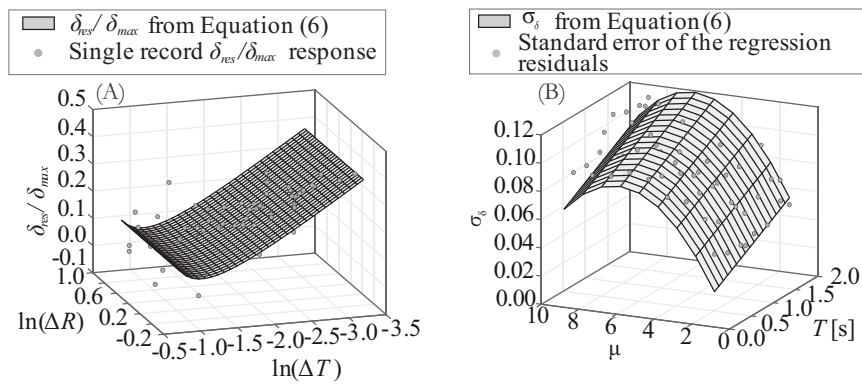 δres/ δmax from Equation (6)
Single record δres/δmax response
(A)
0.5
0.4
0.3
0.2
0.1
0.0
-0.1
δres/ δmax
1.0
0.6
0.2
-0.2
ln(ΔR)
-0.5
-1.0
-1.5
-2.0
-2.5
-3.0
-3.5
ln(ΔT)
σδ from Equation (6)
Standard error of the regression
residuals
(B)
0.12
0.10
0.08
0.06
0.04
0.02
0.00
σδ
10
8
6
4
2
0
μ
0.0
0.5
1.0
1.5
2.0
T [s]